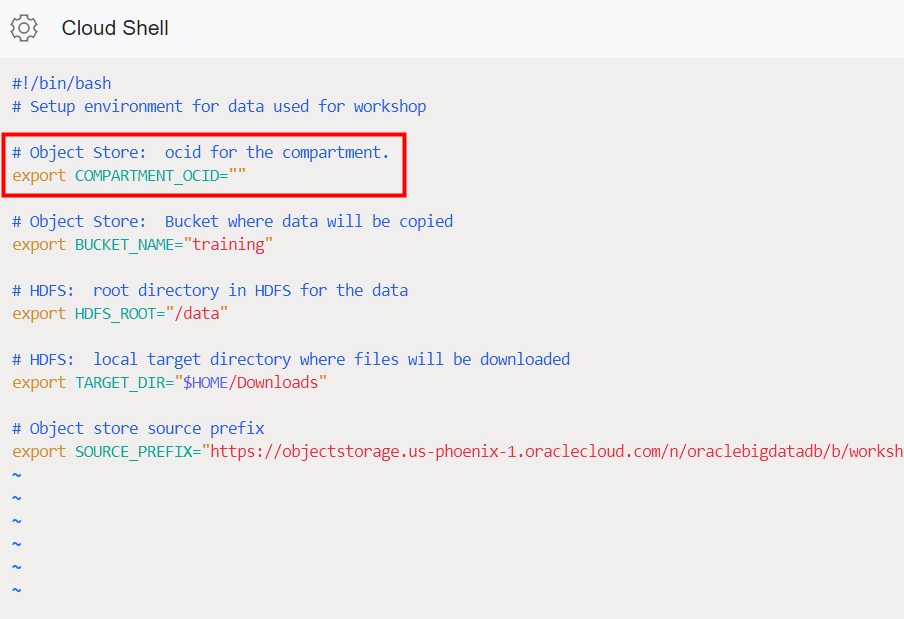 Cloud Shell
#!/bin/bash
# Setup environment for data used for workshop
# Object Store:  ocid for the compartment.
export COMPARTMENT_OCID=""
# Object Store:  Bucket where data will be copied
export BUCKET_NAME="training"
# HDFS:  root directory in HDFS for the data
export HDFS_ROOT="/data"
# HDFS:  local target directory where files will be downloaded
export TARGET_DIR="$HOME/Downloads"
# Object store source prefix
export SOURCE_PREFIX="https://objectstorage.us-phoenix-1.oraclecloud.com/n/oraclebigdatadb/b/worksh
~
~
~
~
~
~